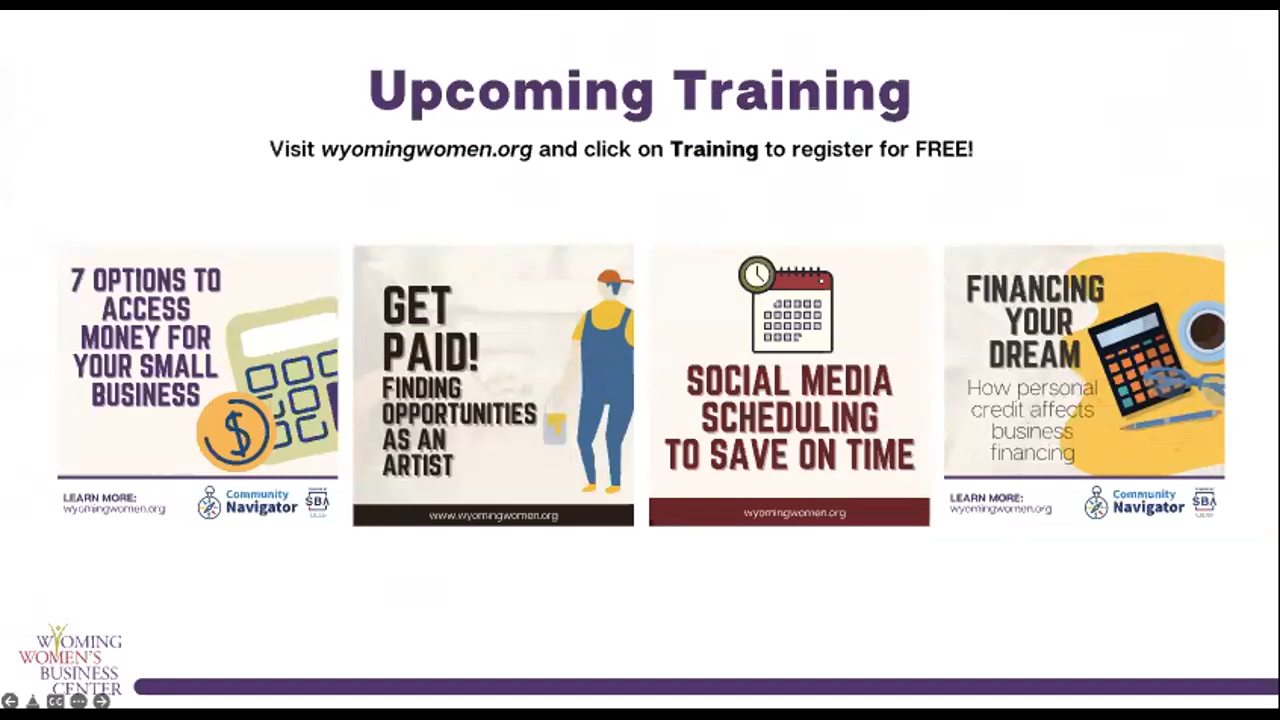 Upcoming Training
Visit wyomingwomen.org and click on Training to register for FREE!
7 OPTIONS TO
ACCESS
MONEY FOR
YOUR SMALL
BUSINESS
$
LEARN MORE:
wyomingwomen.org
Community
Navigator
SBA
GET
PAID!
FINDING
OPPORTUNITIES
AS AN
ARTIST
www.wyomingwomen.org
SOCIAL MEDIA
SCHEDULING
TO SAVE ON TIME
wyomingwomen.org
FINANCING
YOUR
DREAM
How personal
credit affects
business
financing
LEARN MORE:
wyomingwomen.org
Community
Navigator
SBA
WYOMING
WOMEN'S
BUSINESS
CENTER
CC